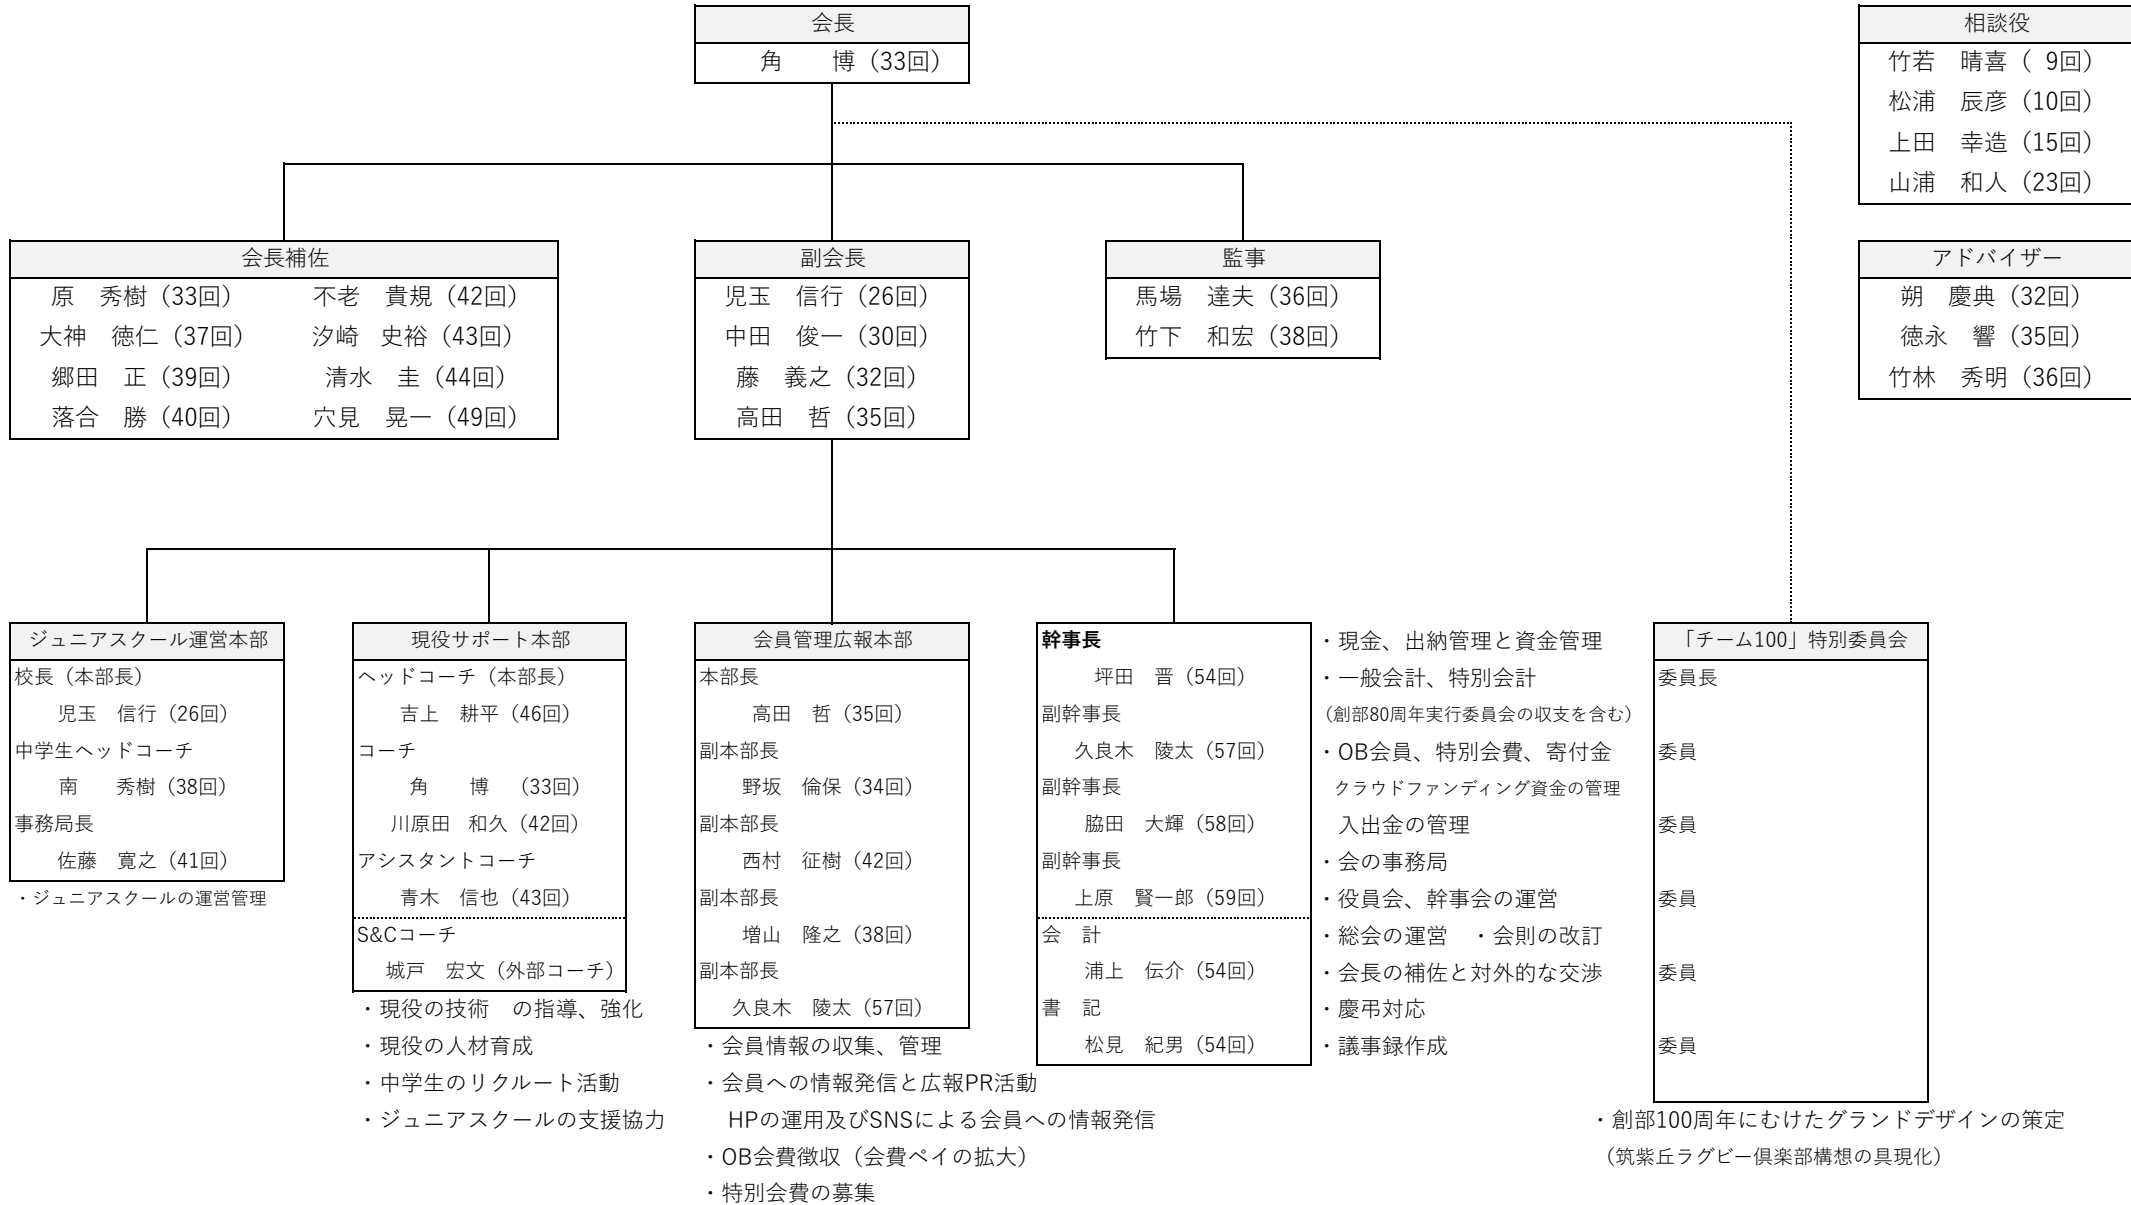 会長
角　　博（33回）
相談役
竹若　晴喜（ 9回）
松浦　辰彦（10回）
上田　幸造（15回）
山浦　和人（23回）
会長補佐
原　秀樹（33回）　不老　貴規（42回）
大神　徳仁（37回）　汐崎　史裕（43回）
郷田　正（39回）　清水　圭（44回）
落合　勝（40回）　穴見　晃一（49回）
副会長
児玉　信行（26回）
中田　俊一（30回）
藤　義之（32回）
高田　哲（35回）
監事
馬場　達夫（36回）
竹下　和宏（38回）
アドバイザー
朔　慶典（32回）
徳永　響（35回）
竹林　秀明（36回）
ジュニアスクール運営本部
校長（本部長）
児玉　信行（26回）
中学生ヘッドコーチ
南　　秀樹（38回）
事務局長
佐藤　寛之（41回）
・ジュニアスクールの運営管理
現役サポート本部
ヘッドコーチ（本部長）
吉上　耕平（46回）
コーチ
角　　博　（33回）
川原田　和久（42回）
アシスタントコーチ
青木　信也（43回）
S&Cコーチ
城戸　宏文（外部コーチ）
・現役の技術　の指導、強化
・現役の人材育成
・中学生のリクルート活動
・ジュニアスクールの支援協力
会員管理広報本部
本部長
高田　哲（35回）
副本部長
野坂　倫保（34回）
副本部長
西村　征樹（42回）
副本部長
増山　隆之（38回）
副本部長
久良木　陵太（57回）
・会員情報の収集、管理
・会員への情報発信と広報PR活動
HPの運用及びSNSによる会員への情報発信
・OB会費徴収（会費ペイの拡大）
・特別会費の募集
幹事長
坪田　晋（54回）
副幹事長
久良木　陵太（57回）
副幹事長
脇田　大輝（58回）
副幹事長
上原　賢一郎（59回）
会　計
浦上　伝介（54回）
書　記
松見　紀男（54回）
・現金、出納管理と資金管理
・一般会計、特別会計
（創部80周年実行委員会の収支を含む）
・OB会員、特別会費、寄付金
クラウドファンディング資金の管理
入出金の管理
・会の事務局
・役員会、幹事会の運営
・総会の運営　・会則の改訂
・会長の補佐と対外的な交渉
・慶弔対応
・議事録作成
「チーム100」特別委員会
委員長
委員
委員
委員
委員
委員
・創部100周年にむけたグランドデザインの策定
（筑紫丘ラグビー倶楽部構想の具現化）